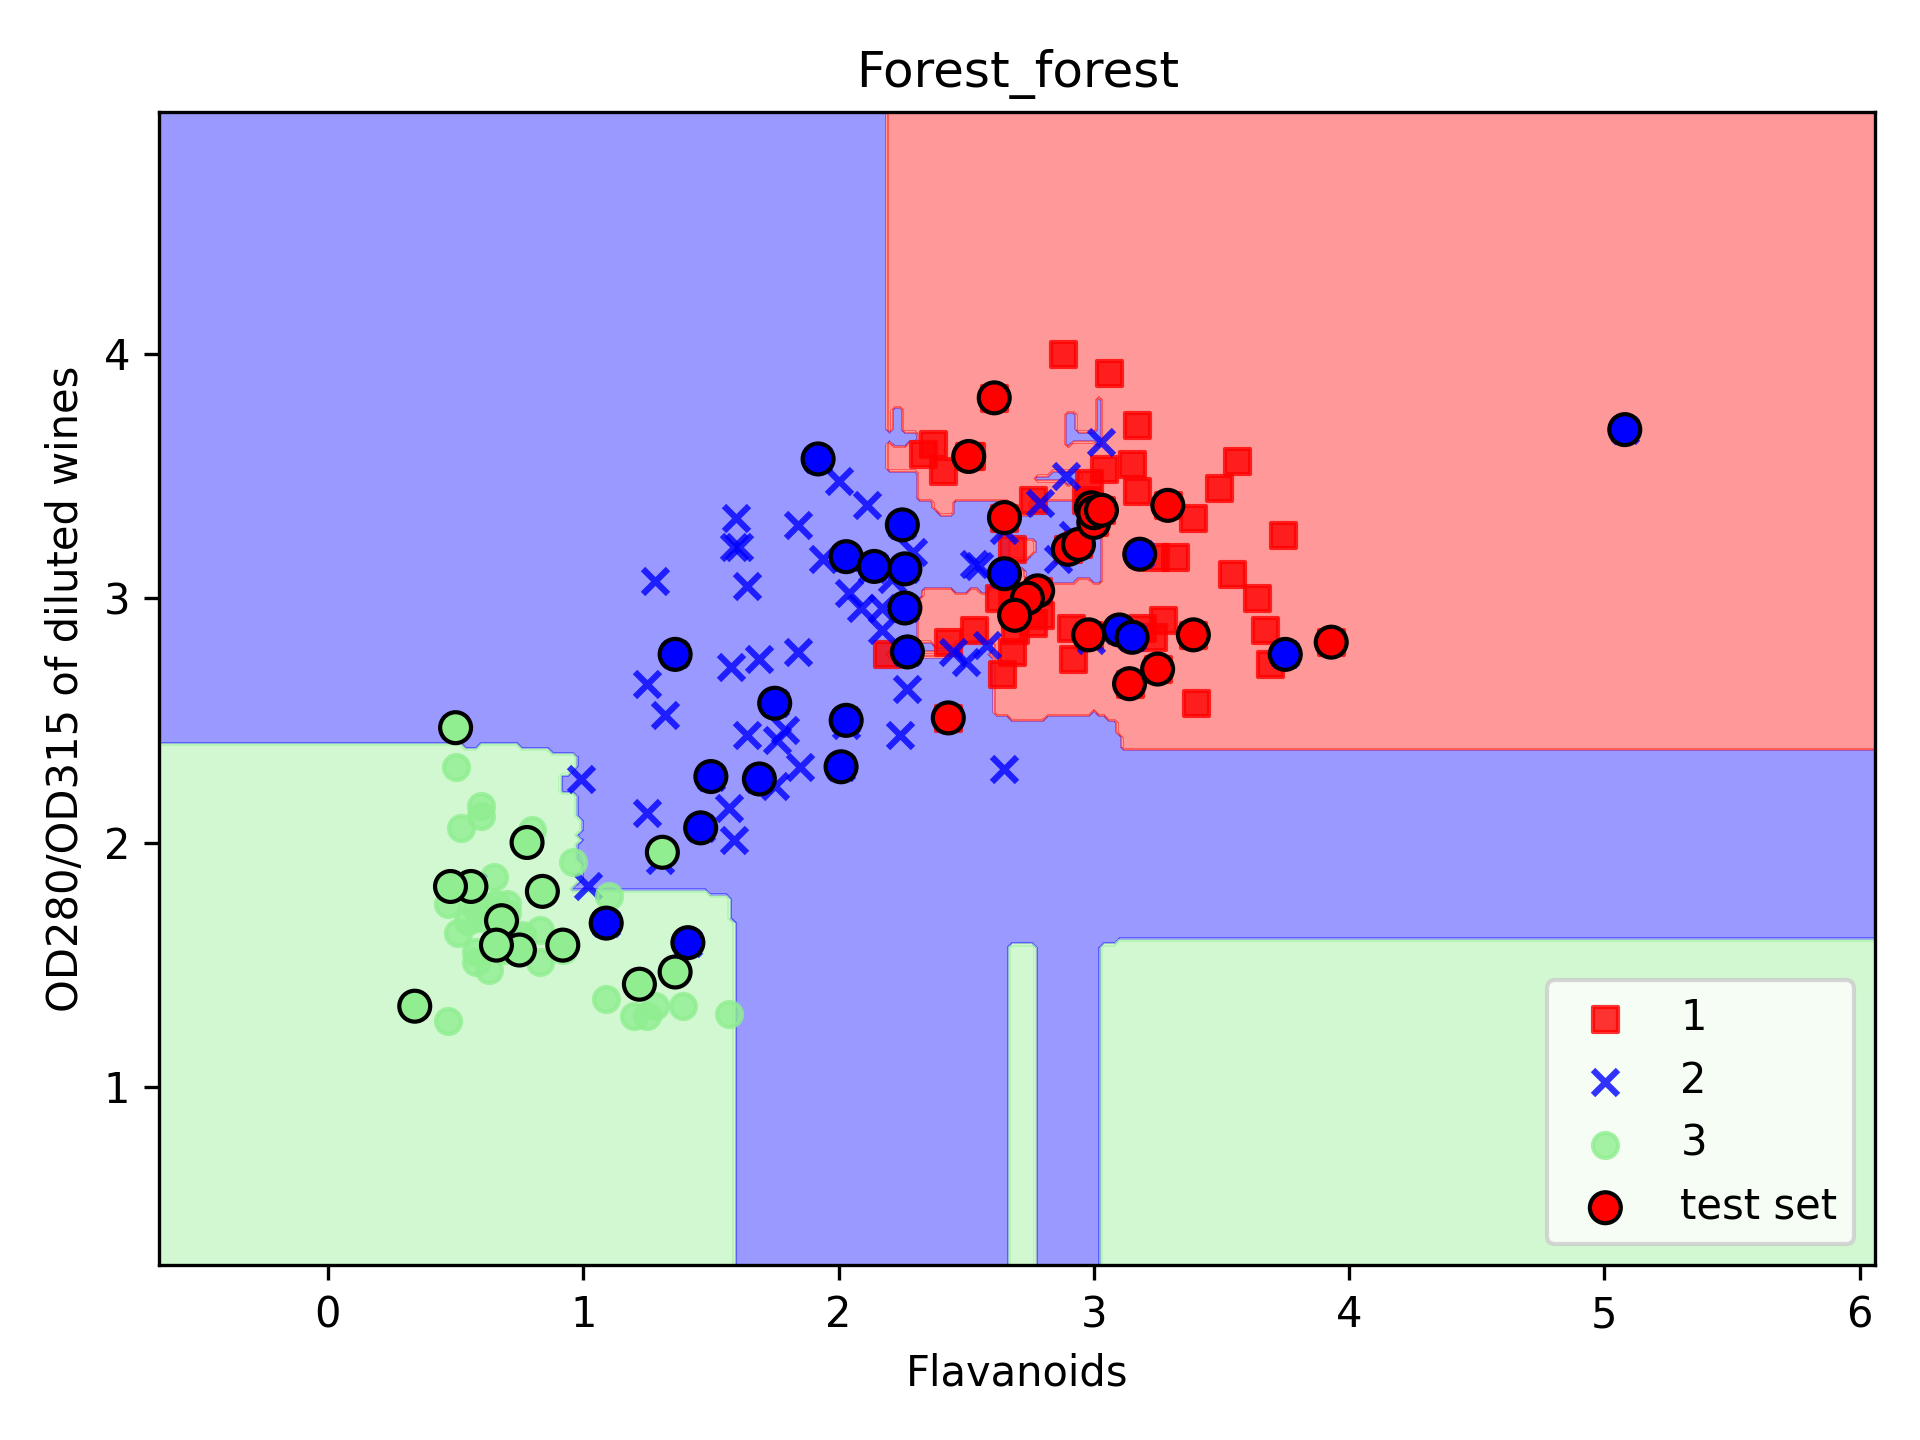 Forest_forest
OD280/OD315 of diluted wines
4
3
2
1
1
2
3
test set
0 1 2 3 4 5 6
Flavanoids